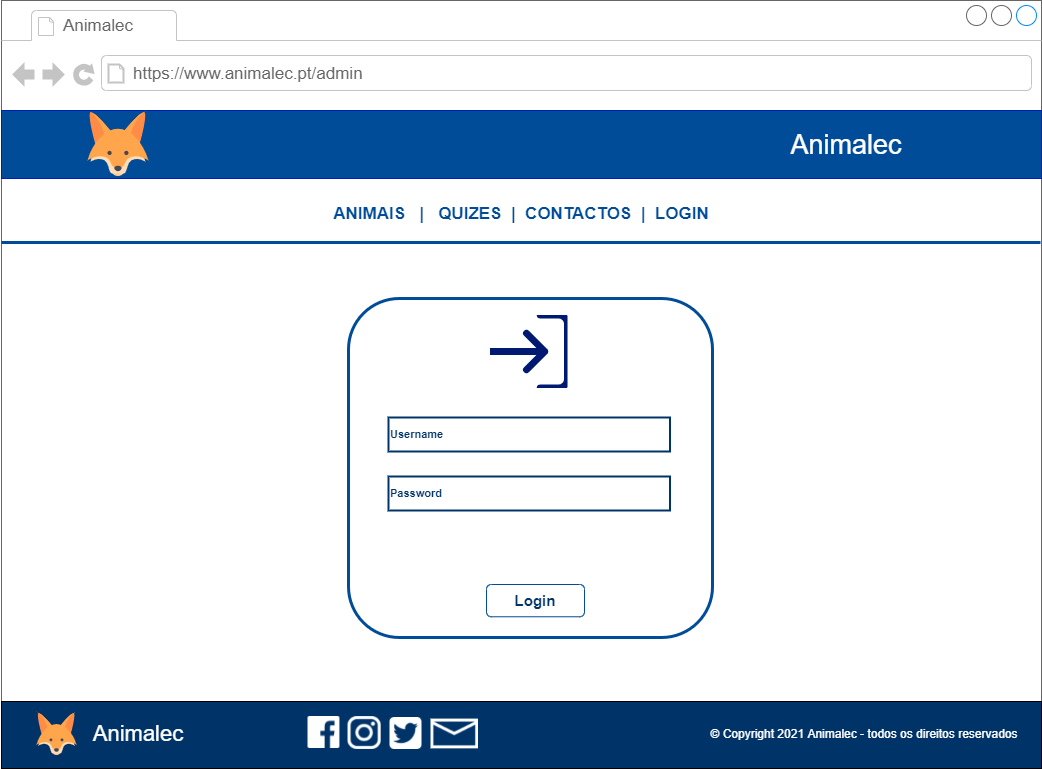 Animalec
https://www.animalec.pt/admin
Animalec
ANIMAIS | QUIZES | CONTACTOS | LOGIN
Username
Password
Login
Animalec
© Copyright 2021 Animalec - todos os direitos reservados